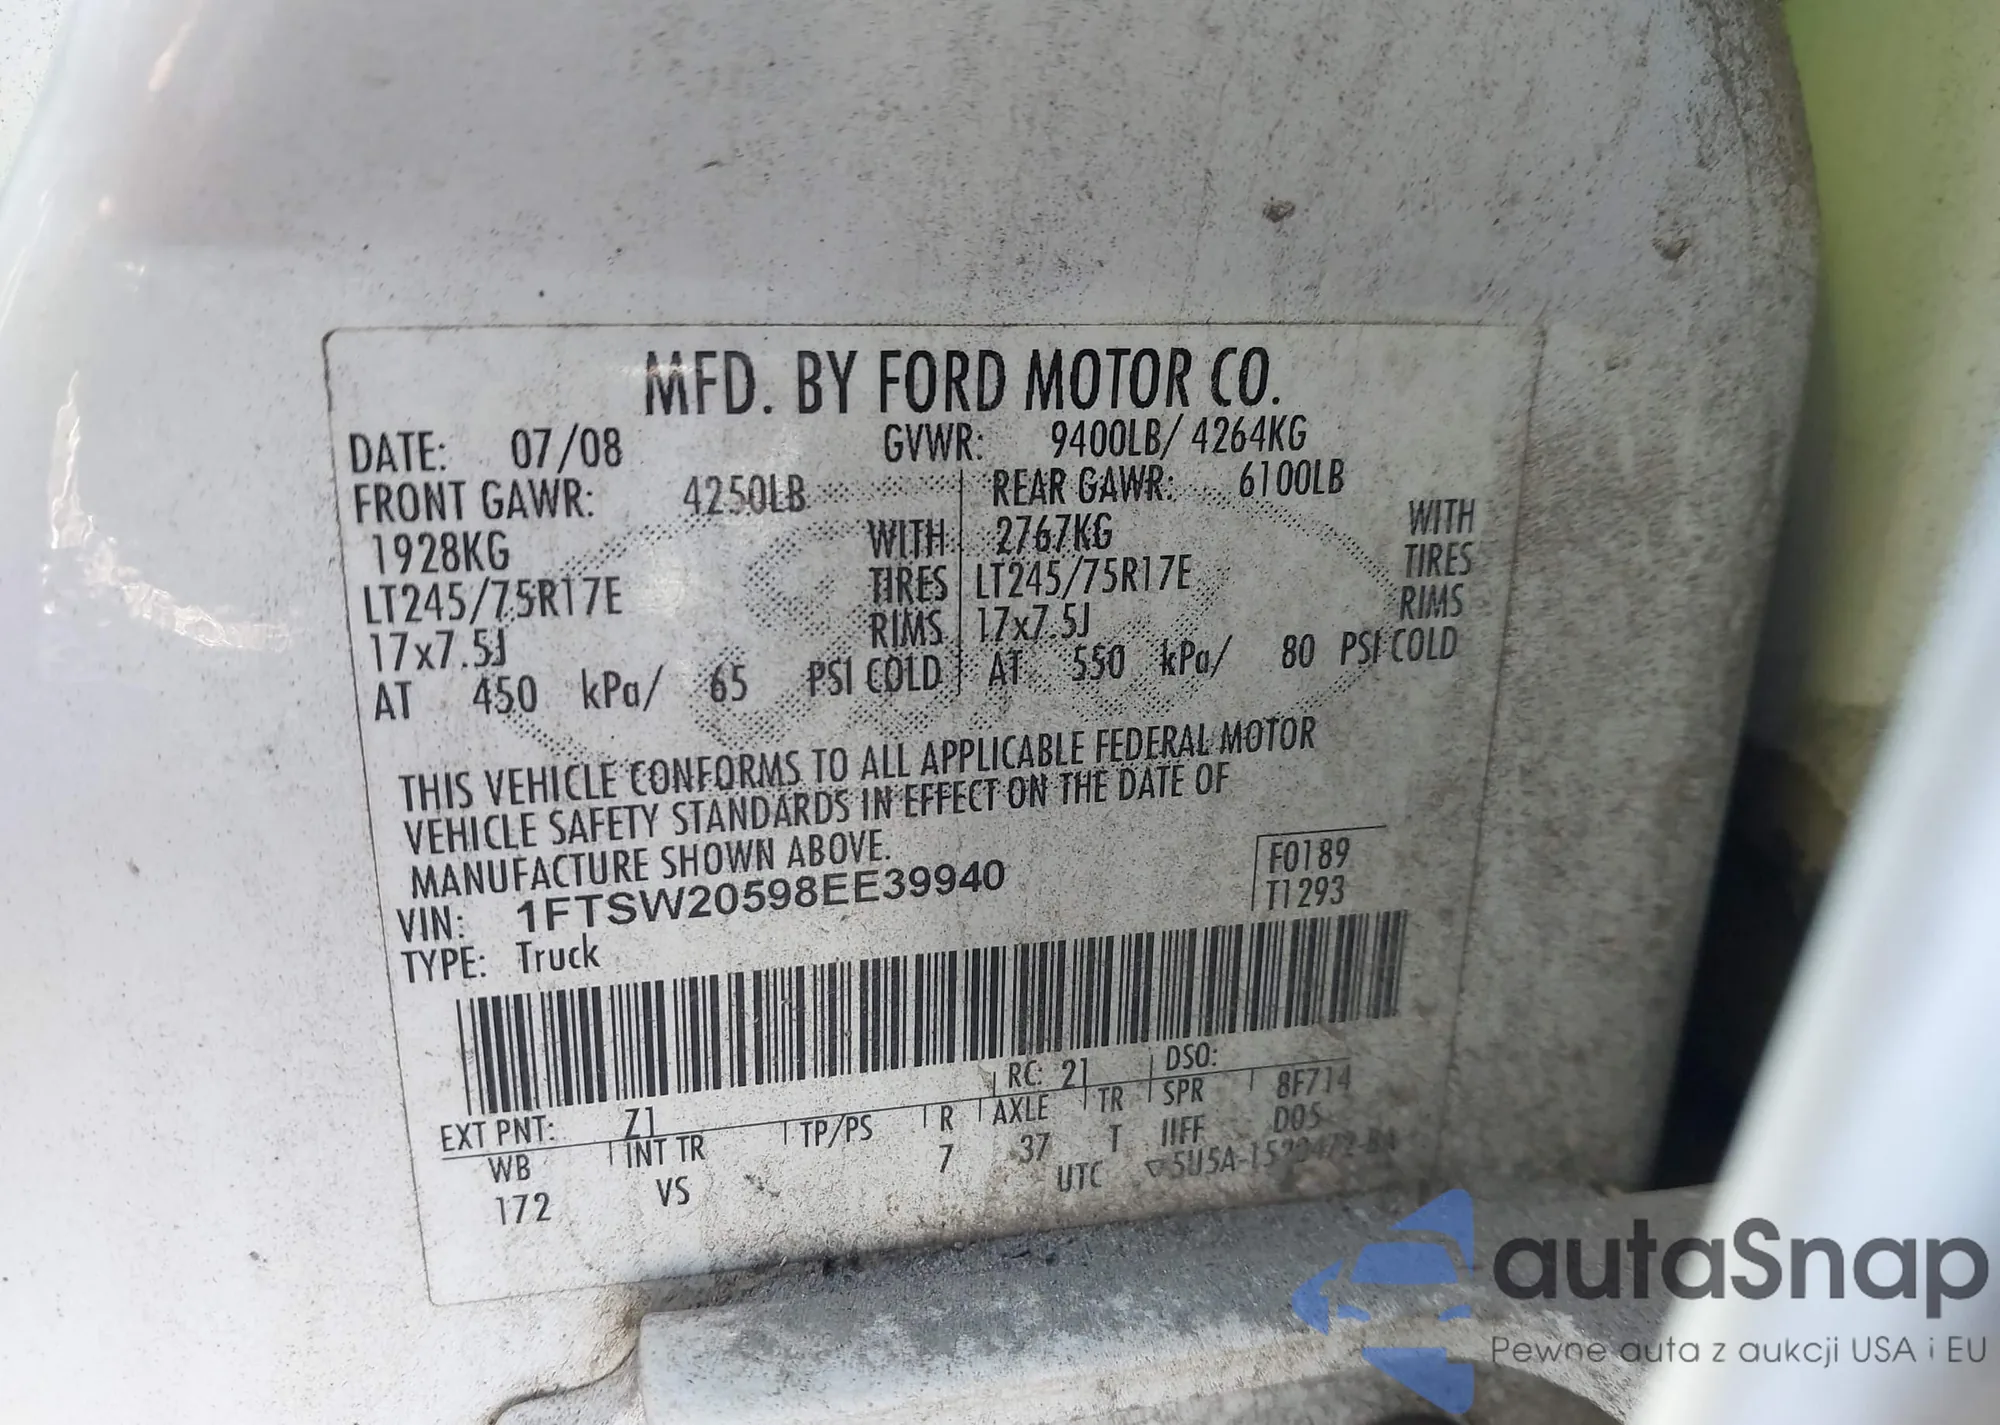 MFD. BY FORD MOTOR CO.
DATE: 07/08 GVWR: 9400LB/ 4264KG
FRONT GAWR: 4250LB REAR GAWR: 6100LB
1928KG WITH 2767KG WITH
LT245/75R17E TIRES LT245/75R17E TIRES
17x7.5J RIMS 17x7.5J RIMS
AT 450 kPa/ 65 PSI COLD AT 550 kPa/ 80 PSI COLD
THIS VEHICLE CONFORMS TO ALL APPLICABLE FEDERAL MOTOR
VEHICLE SAFETY STANDARDS IN EFFECT ON THE DATE OF
MANUFACTURE SHOWN ABOVE.
VIN: 1FTSW20598EE39940
F0189
T1293
TYPE: Truck
EXT PNT: Z1 RC: 21 DSO:
WB INT TR TP/PS R AXLE TR SPR 8F714
172 VS 7 37 T IIFF D05
UTC
autaSnap
Pewne auta z aukcji USA i EU